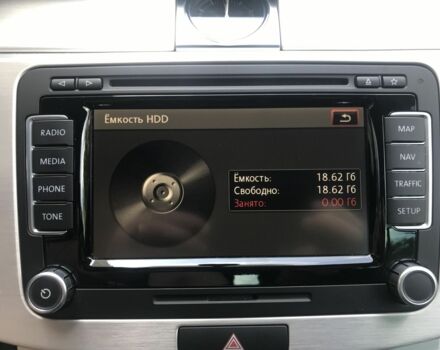 Ёмкость HDD
RADIO
MEDIA
PHONE
TONE
Ёмкость: 18.62 Гб
Свободно: 18.62 Гб
Занято: 0.00 Гб
MAP
NAV
TRAFFIC
SETUP